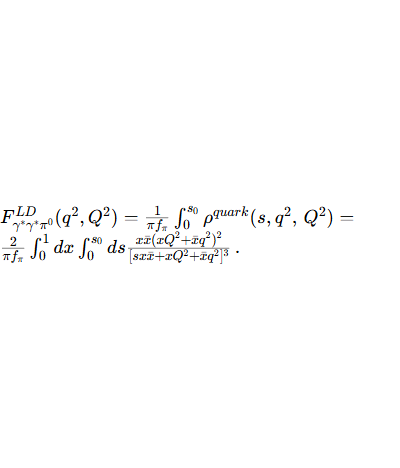 $F^{LD}_{\gamma^*\gamma^*\pi^0}(q^2, Q^2) = \frac{1}{\pi f_\pi} \int_0^{s_0} \rho^{quark}(s, q^2, Q^2) =$
$\frac{2}{\pi f_\pi} \int_0^1 dx \int_0^{s_0} ds \frac{x\bar{x}(xQ^2+\bar{x}q^2)^2}{[sx\bar{x}+xQ^2+\bar{x}q^2]^3} \ .$